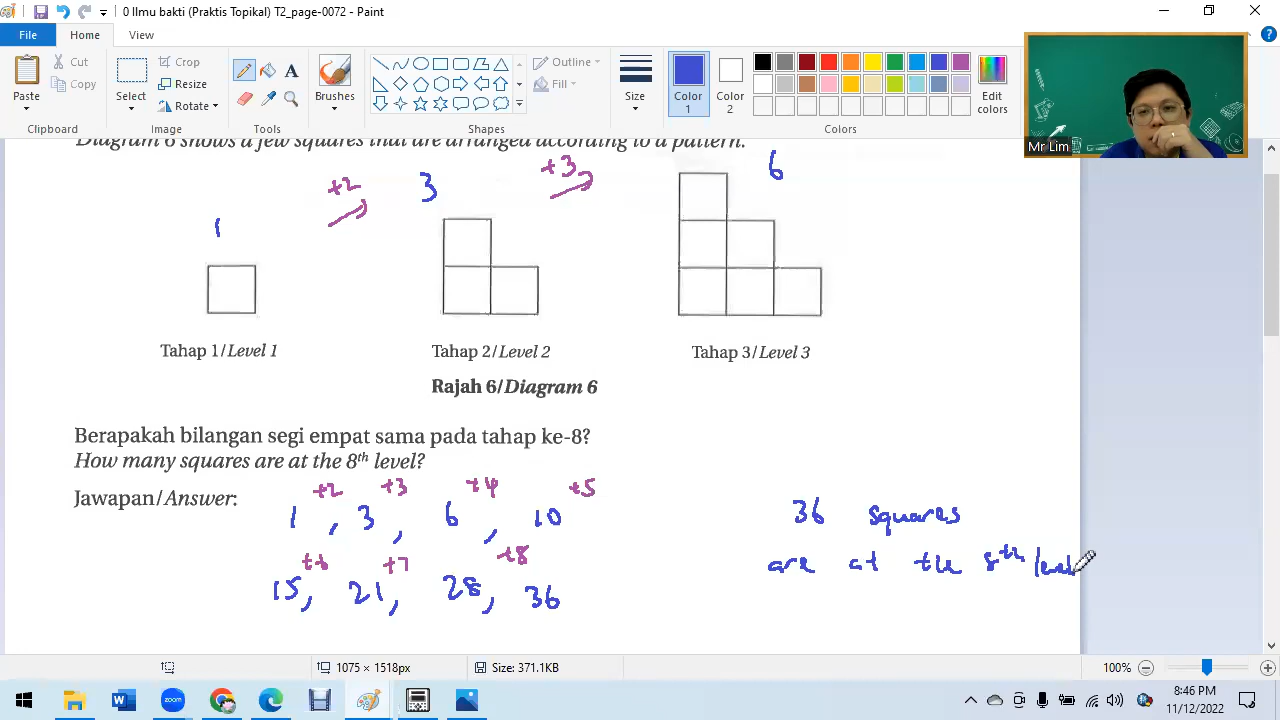 0 Ilmu bakti (Praktis Topikal) T2_page-0072 - Paint
File Home View
Cut
Crop
Outline
Copy
Resize
Fill
Paste
Select
Rotate
Brushes
Size
Color 1
Color 2
Edit colors
Clipboard
Image
Tools
Shapes
Colors
Mr Lim
Diagram 6 shows a few squares that are arranged according to a pattern.
+2 3 +3 6
1
Tahap 1/Level 1 Tahap 2/Level 2 Tahap 3/Level 3
Rajah 6/Diagram 6
Berapakah bilangan segi empat sama pada tahap ke-8?
How many squares are at the 8th level?
Jawapan/Answer:
+2 +3 +4 +5
1, 3, 6, 10
+6 +7 +8
15, 21, 28, 36
36 squares
are at the 8th level
1075 × 1518px
Size: 371.1KB
100%
zoom
8:46 PM
11/12/2022